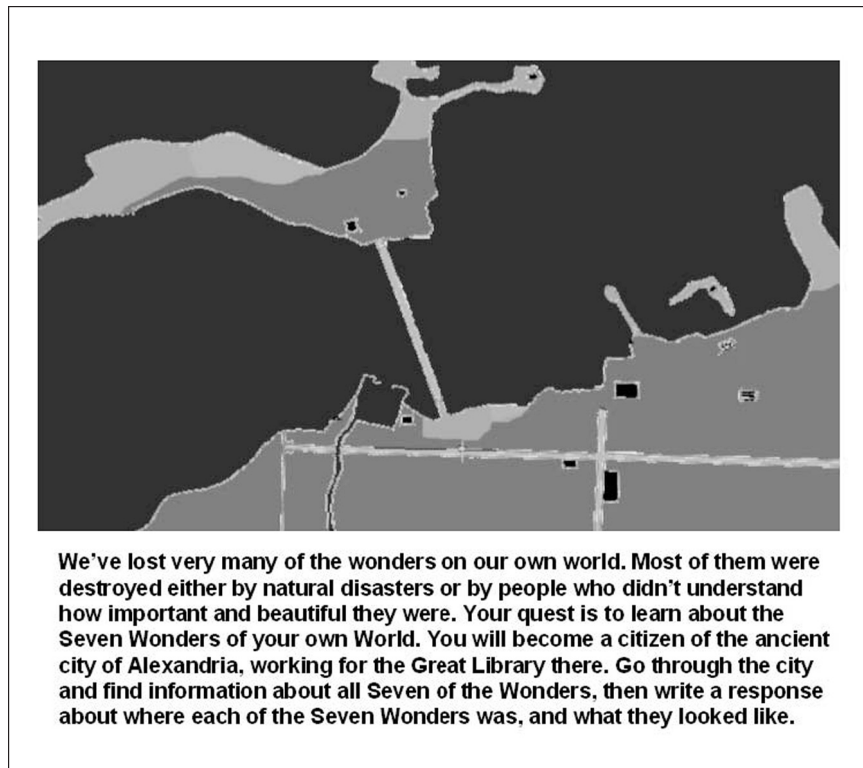 We’ve lost very many of the wonders on our own world. Most of them were
destroyed either by natural disasters or by people who didn’t understand
how important and beautiful they were. Your quest is to learn about the
Seven Wonders of your own World. You will become a citizen of the ancient
city of Alexandria, working for the Great Library there. Go through the city
and find information about all Seven of the Wonders, then write a response
about where each of the Seven Wonders was, and what they looked like.